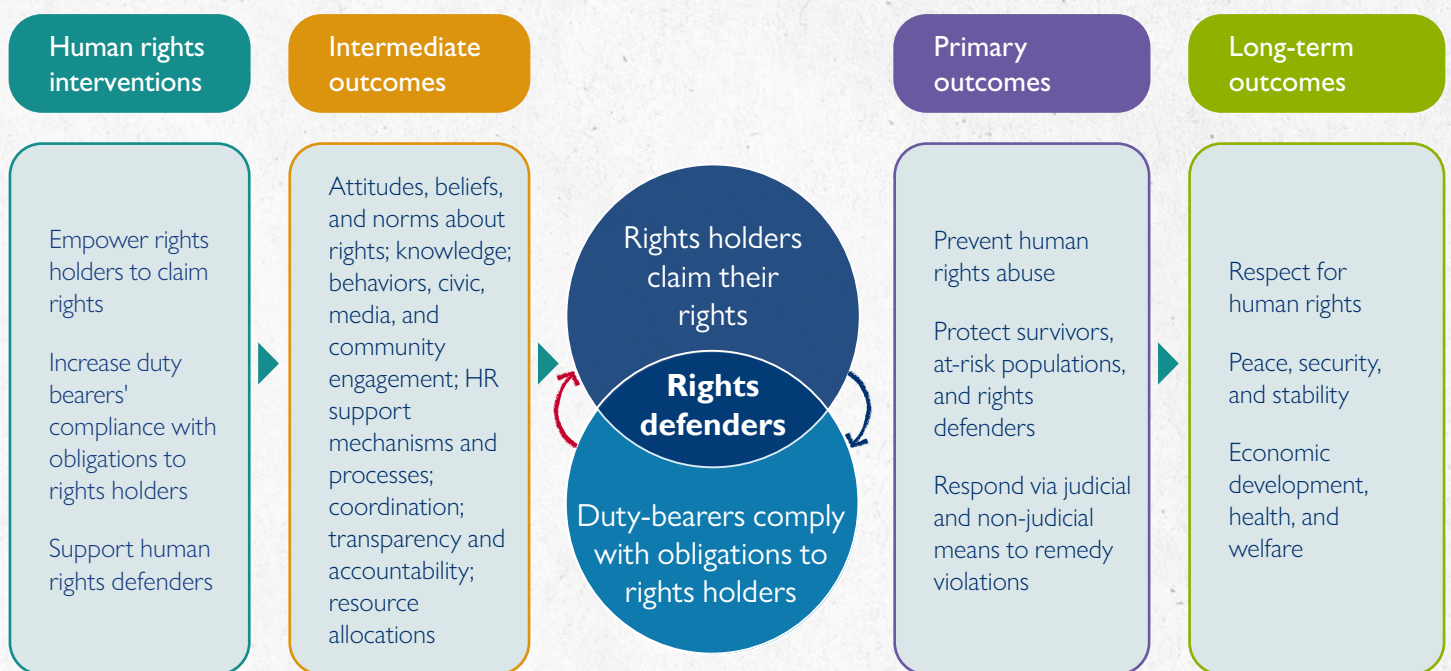 Human rights
interventions
Intermediate
outcomes
Primary
outcomes
Long-term
outcomes
Empower rights
holders to claim
rights
Increase duty
bearers'
compliance with
obligations to
rights holders
Support human
rights defenders
Attitudes, beliefs,
and norms about
rights; knowledge;
behaviors, civic,
media, and
community
engagement; HR
support
mechanisms and
processes;
coordination;
transparency and
accountability;
resource
allocations
Rights holders
claim their
rights
Rights
defenders
Duty-bearers comply
with obligations to
rights holders
Prevent human
rights abuse
Protect survivors,
at-risk populations,
and rights
defenders
Respond via judicial
and non-judicial
means to remedy
violations
Respect for
human rights
Peace, security,
and stability
Economic
development,
health, and
welfare